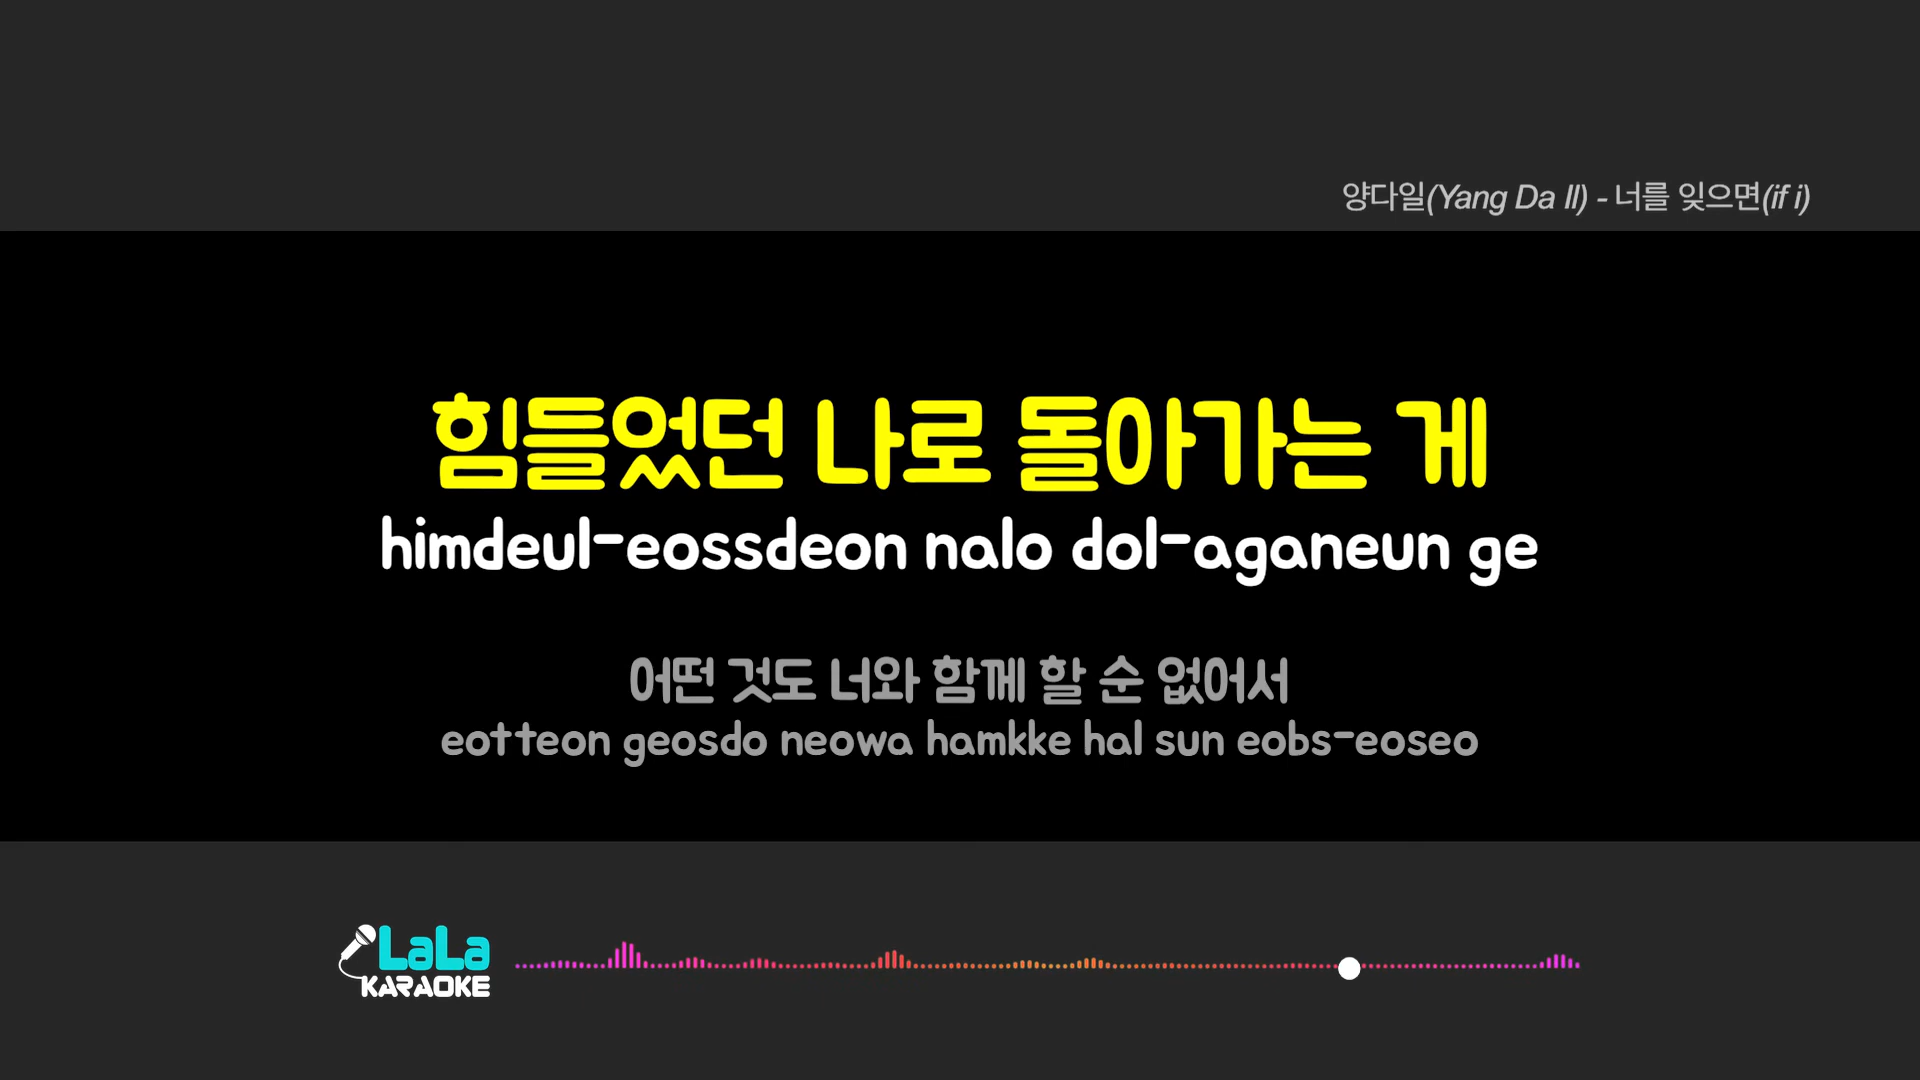 양다일(Yang Da Il) - 너를 잊으면(if i)
힘들었던 나로 돌아가는 게
himdeul-eossdeon nalo dol-aganeun ge
어떤 것도 너와 함께 할 순 없어서
eotteon geosdo neowa hamkke hal sun eobs-eoseo
LaLa
KARAOKE